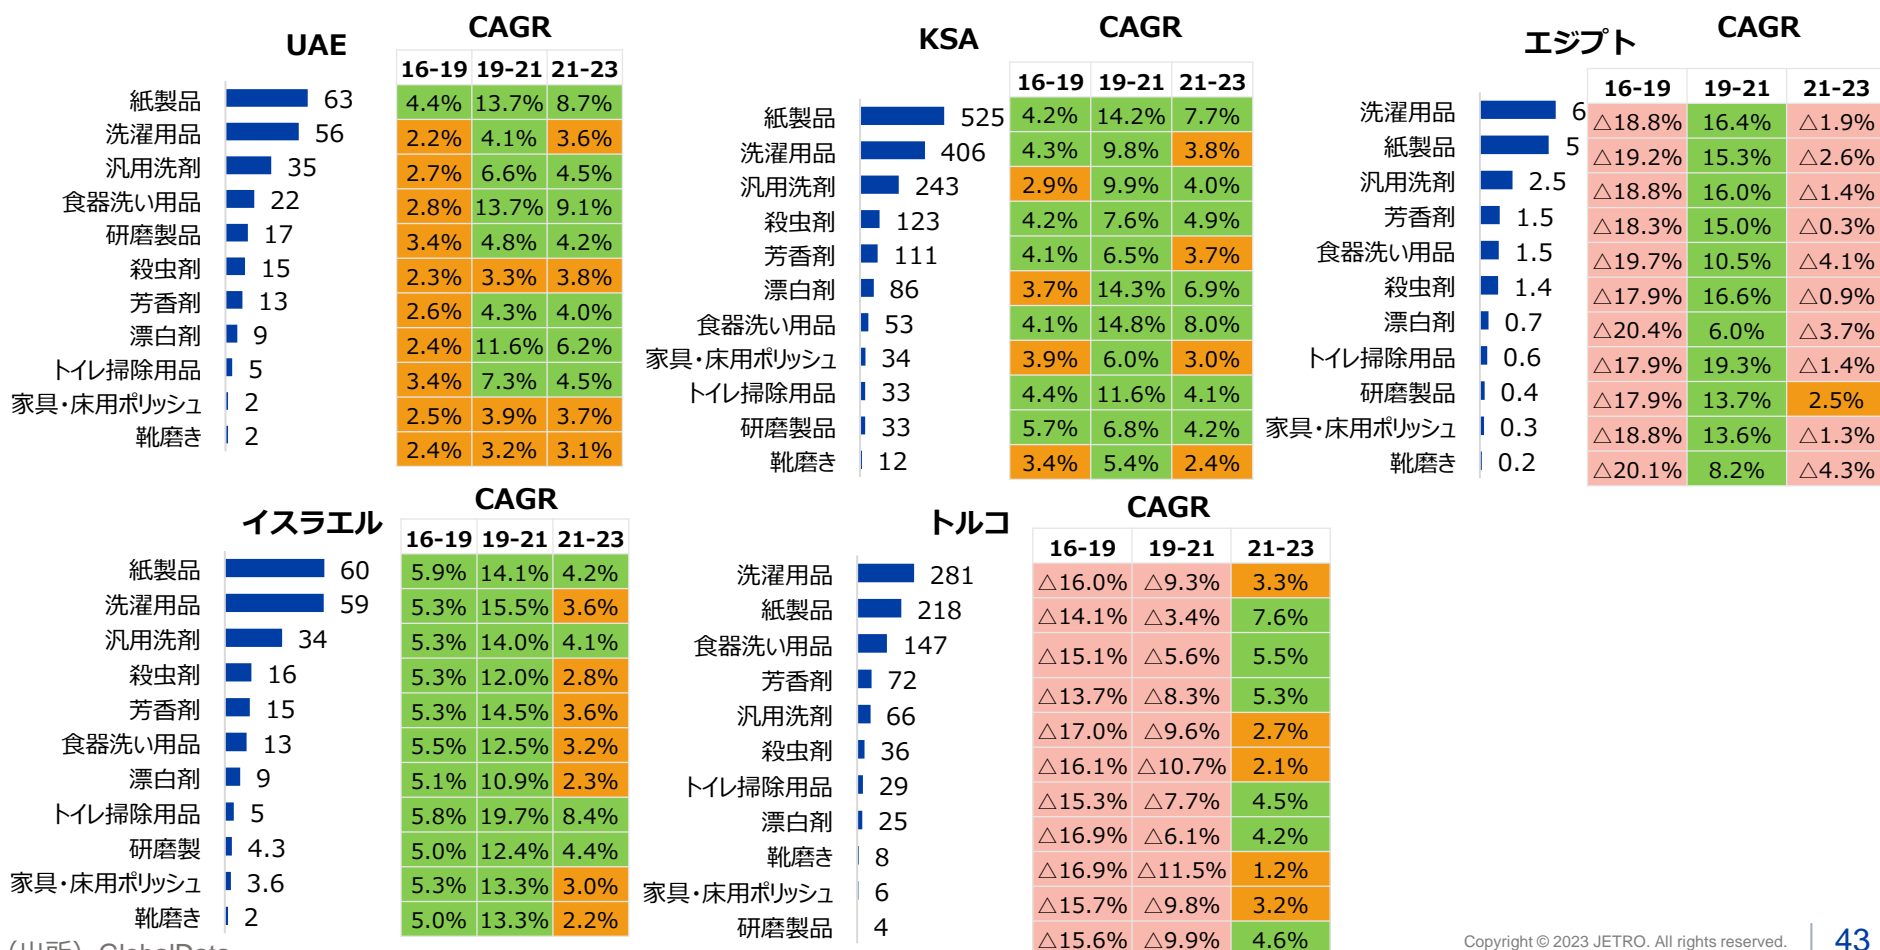 UAE CAGR
16-19 19-21 21-23
紙製品 63 4.4% 13.7% 8.7%
洗濯用品 56 2.2% 4.1% 3.6%
汎用洗剤 35 2.7% 6.6% 4.5%
食器洗い用品 22 2.8% 13.7% 9.1%
研磨製品 17 3.4% 4.8% 4.2%
殺虫剤 15 2.3% 3.3% 3.8%
芳香剤 13 2.6% 4.3% 4.0%
漂白剤 9 2.4% 11.6% 6.2%
トイレ掃除用品 5 3.4% 7.3% 4.5%
家具・床用ポリッシュ 2 2.5% 3.9% 3.7%
靴磨き 2 2.4% 3.2% 3.1%
KSA CAGR
16-19 19-21 21-23
紙製品 525 4.2% 14.2% 7.7%
洗濯用品 406 4.3% 9.8% 3.8%
汎用洗剤 243 2.9% 9.9% 4.0%
殺虫剤 123 4.2% 7.6% 4.9%
芳香剤 111 4.1% 6.5% 3.7%
漂白剤 86 3.7% 14.3% 6.9%
食器洗い用品 53 4.1% 14.8% 8.0%
家具・床用ポリッシュ 34 3.9% 6.0% 3.0%
トイレ掃除用品 33 4.4% 11.6% 4.1%
研磨製品 33 5.7% 6.8% 4.2%
靴磨き 12 3.4% 5.4% 2.4%
エジプト CAGR
16-19 19-21 21-23
洗濯用品 6 △18.8% 16.4% △1.9%
紙製品 5 △19.2% 15.3% △2.6%
汎用洗剤 2.5 △18.8% 16.0% △1.4%
芳香剤 1.5 △18.3% 15.0% △0.3%
食器洗い用品 1.5 △19.7% 10.5% △4.1%
殺虫剤 1.4 △17.9% 16.6% △0.9%
漂白剤 0.7 △20.4% 6.0% △3.7%
トイレ掃除用品 0.6 △17.9% 19.3% △1.4%
研磨製品 0.4 △17.9% 13.7% 2.5%
家具・床用ポリッシュ 0.3 △18.8% 13.6% △1.3%
靴磨き 0.2 △20.1% 8.2% △4.3%
イスラエル CAGR
16-19 19-21 21-23
紙製品 60 5.9% 14.1% 4.2%
洗濯用品 59 5.3% 15.5% 3.6%
汎用洗剤 34 5.3% 14.0% 4.1%
殺虫剤 16 5.3% 12.0% 2.8%
芳香剤 15 5.3% 14.5% 3.6%
食器洗い用品 13 5.5% 12.5% 3.2%
漂白剤 9 5.1% 10.9% 2.3%
トイレ掃除用品 5 5.8% 19.7% 8.4%
研磨製 4.3 5.0% 12.4% 4.4%
家具・床用ポリッシュ 3.6 5.3% 13.3% 3.0%
靴磨き 2 5.0% 13.3% 2.2%
トルコ CAGR
16-19 19-21 21-23
洗濯用品 281 △16.0% △9.3% 3.3%
紙製品 218 △14.1% △3.4% 7.6%
食器洗い用品 147 △15.1% △5.6% 5.5%
芳香剤 72 △13.7% △8.3% 5.3%
汎用洗剤 66 △17.0% △9.6% 2.7%
殺虫剤 36 △16.1% △10.7% 2.1%
トイレ掃除用品 29 △15.3% △7.7% 4.5%
漂白剤 25 △16.9% △6.1% 4.2%
靴磨き 8 △16.9% △11.5% 1.2%
家具・床用ポリッシュ 6 △15.7% △9.8% 3.2%
研磨製品 4 △15.6% △9.9% 4.6%
（出所）GlobalData
Copyright © 2023 JETRO. All rights reserved. 43